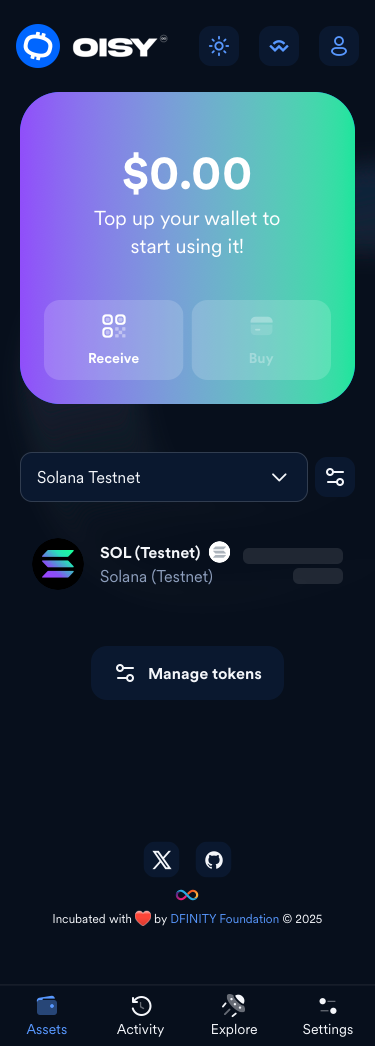 OISY
$0.00
Top up your wallet to
start using it!
Receive
Buy
Solana Testnet
SOL (Testnet)
Solana (Testnet)
Manage tokens
Incubated with ❤️ by DFINITY Foundation © 2025
Assets
Activity
Explore
Settings